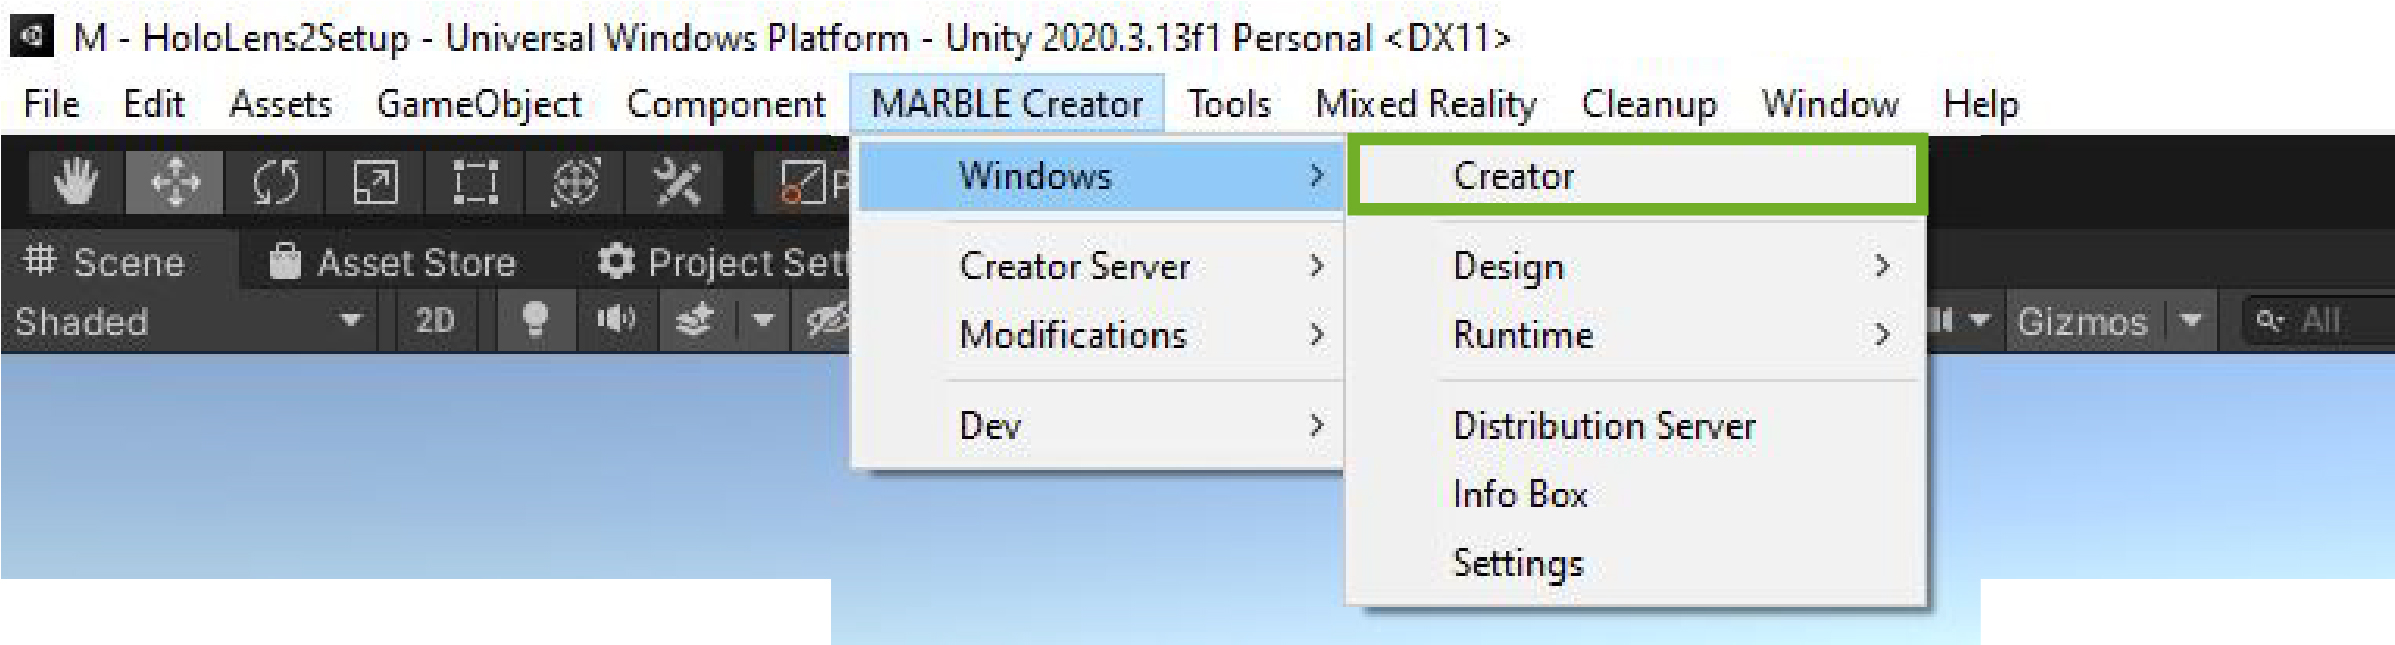 M - HoloLens2Setup - Universal Windows Platform - Unity 2020.3.13f1 Personal <DX11>
File Edit Assets GameObject Component MARBLE Creator Tools Mixed Reality Cleanup Window Help
Windows > Creator
# Scene Asset Store Project Sett Creator Server > Design >
Shaded 2D Modifications > Runtime > Gizmos All
Dev > Distribution Server
Info Box
Settings